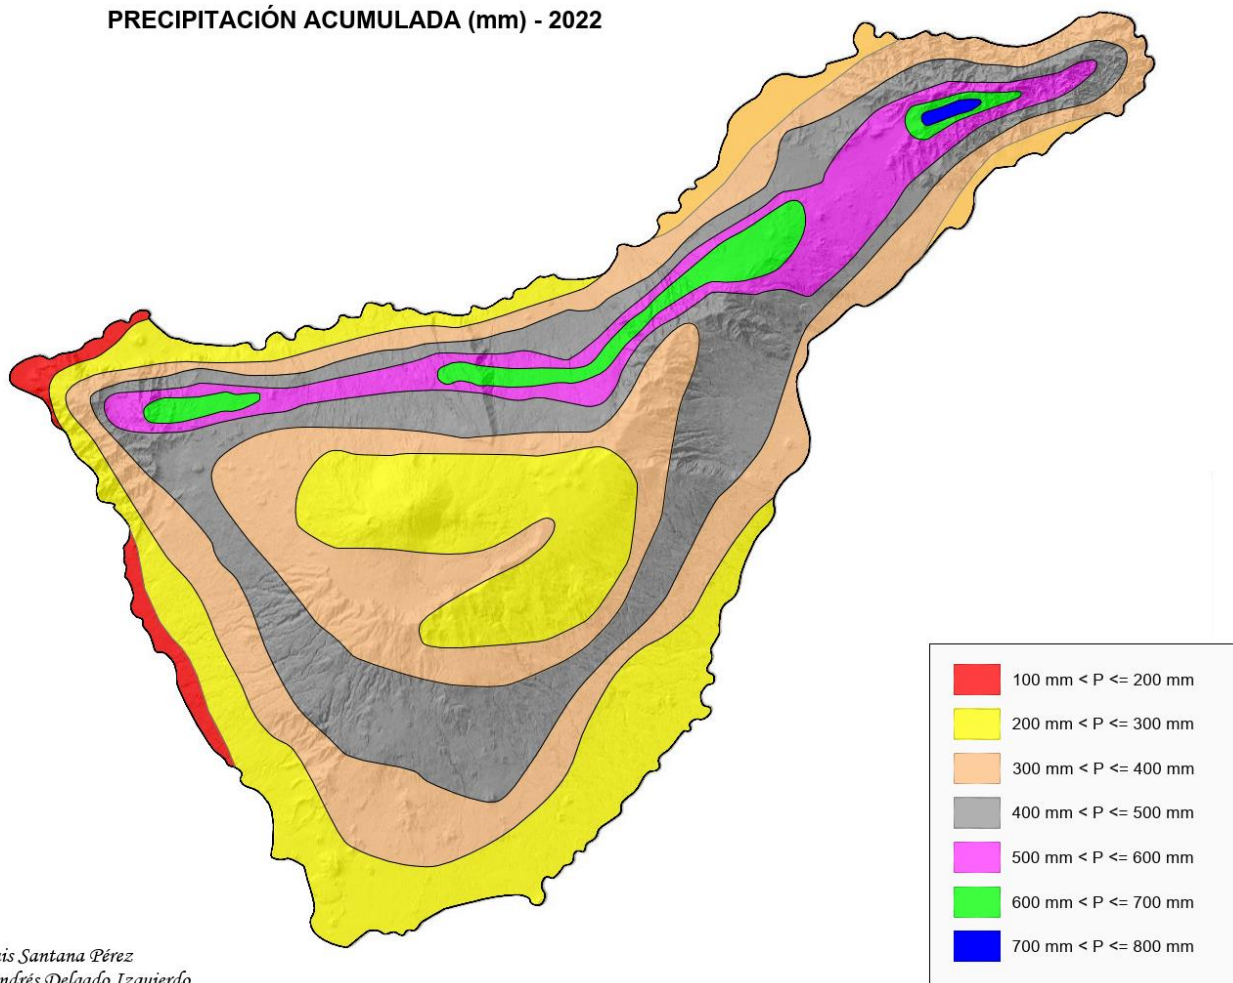 PRECIPITACIÓN ACUMULADA (mm) - 2022
100 mm < P <= 200 mm
200 mm < P <= 300 mm
300 mm < P <= 400 mm
400 mm < P <= 500 mm
500 mm < P <= 600 mm
600 mm < P <= 700 mm
700 mm < P <= 800 mm
Santana Pérez
Delgado Izquierdo